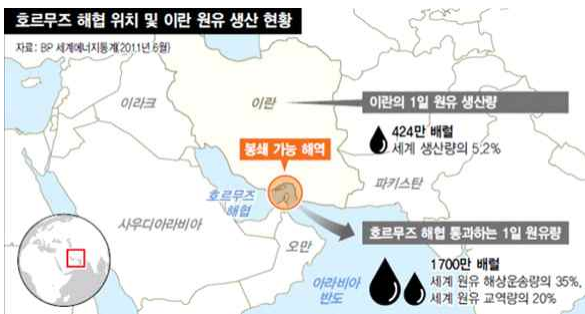 호르무즈 해협 위치 및 이란 원유 생산 현황
자료: BP 세계에너지통계(2011년 6월)
이라크
이란
이란의 1일 원유 생산량
424만 배럴
세계 생산량의 5.2%
봉쇄 가능 해역
파키스탄
호르무즈
해협
사우디아라비아
호르무즈 해협 통과하는 1일 원유량
오만
1700만 배럴
세계 원유 해상운송량의 35%,
세계 원유 교역량의 20%
아라비아
반도